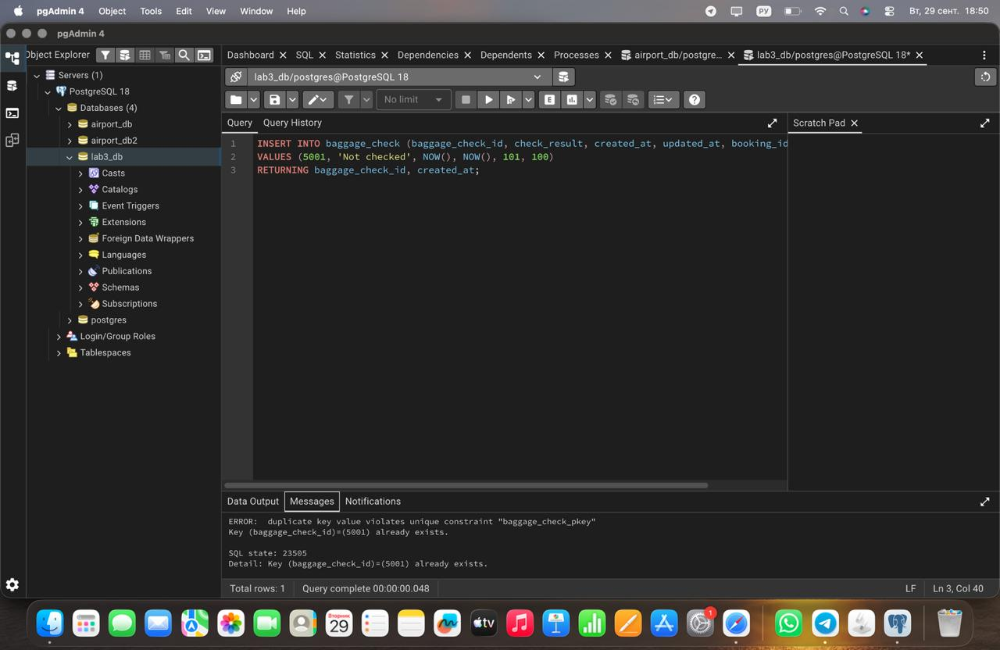 pgAdmin 4 Object Tools Edit View Window Help РУ Вт, 29 сент. 18:50
pgAdmin 4
Object Explorer
Dashboard SQL Statistics Dependencies Dependents Processes airport_db/postgre... lab3_db/postgres@PostgreSQL 18*
Servers (1)
PostgreSQL 18
Databases (4)
airport_db
airport_db2
lab3_db
Casts
Catalogs
Event Triggers
Extensions
Foreign Data Wrappers
Languages
Publications
Schemas
Subscriptions
postgres
Login/Group Roles
Tablespaces
lab3_db/postgres@PostgreSQL 18
No limit E
Query Query History Scratch Pad
1 INSERT INTO baggage_check (baggage_check_id, check_result, created_at, updated_at, booking_id
2 VALUES (5001, 'Not checked', NOW(), NOW(), 101, 100)
3 RETURNING baggage_check_id, created_at;
Data Output Messages Notifications
ERROR: duplicate key value violates unique constraint "baggage_check_pkey"
Key (baggage_check_id)=(5001) already exists.
SQL state: 23505
Detail: Key (baggage_check_id)=(5001) already exists.
Total rows: 1 Query complete 00:00:00.048 LF Ln 3, Col 40
Вторник
29
tv
1